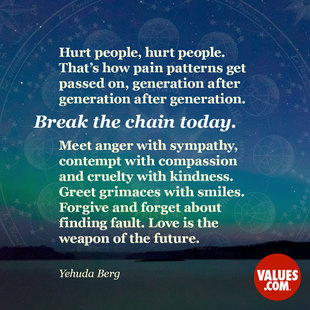 Hurt people, hurt people.
That's how pain patterns get
passed on, generation after
generation after generation.
Break the chain today.
Meet anger with sympathy,
contempt with compassion
and cruelty with kindness.
Greet grimaces with smiles.
Forgive and forget about
finding fault. Love is the
weapon of the future.
Yehuda Berg
VALUES
.COM